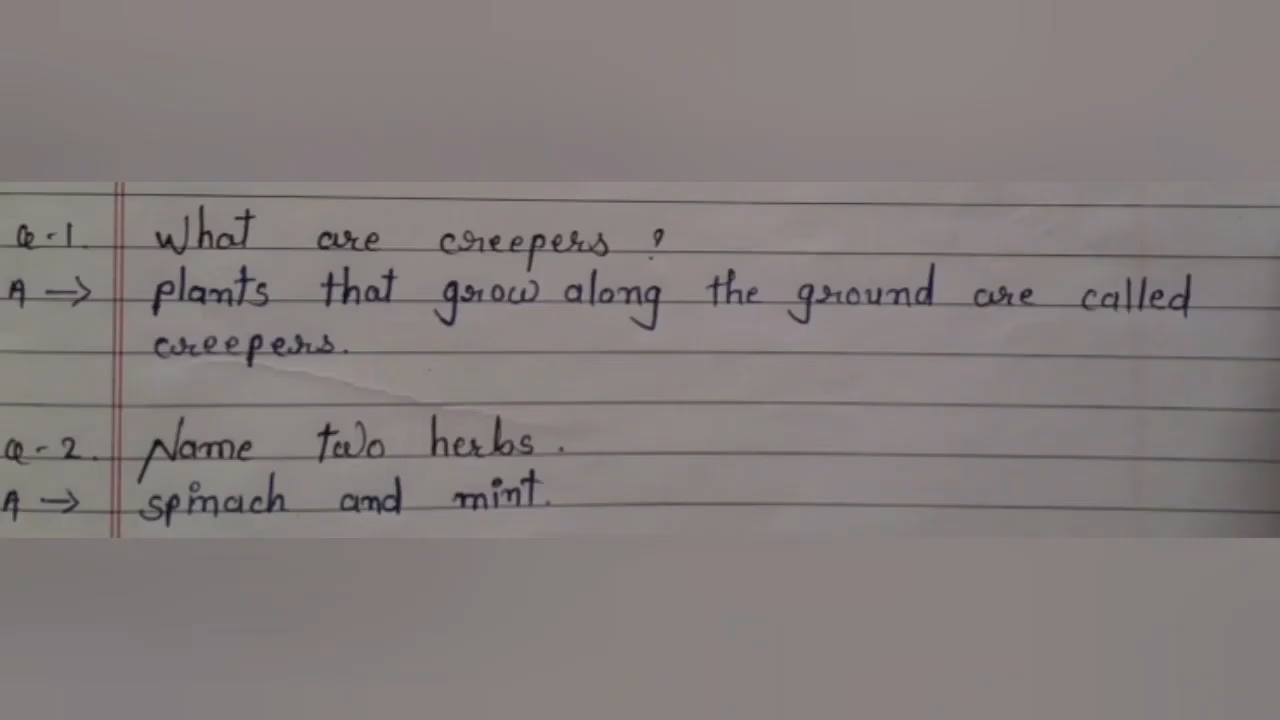 Q-1. What are creepers ?
A → plants that grow along the ground are called
creepers.
Q-2. Name two herbs.
A → spinach and mint.